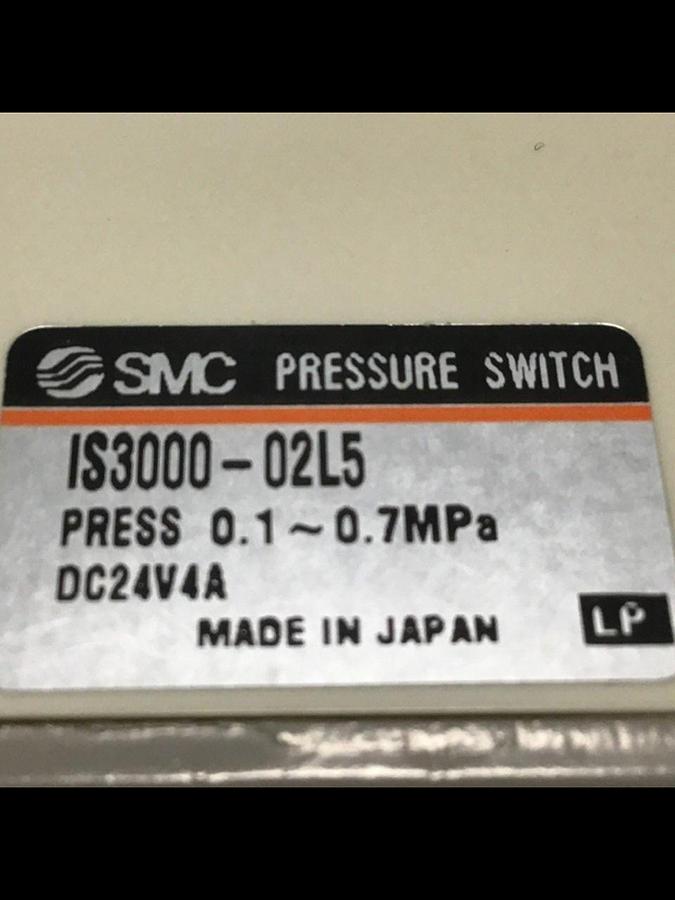 SMC PRESSURE SWITCH
IS3000-02L5
PRESS 0.1~0.7MPa
DC24V4A
MADE IN JAPAN
LP